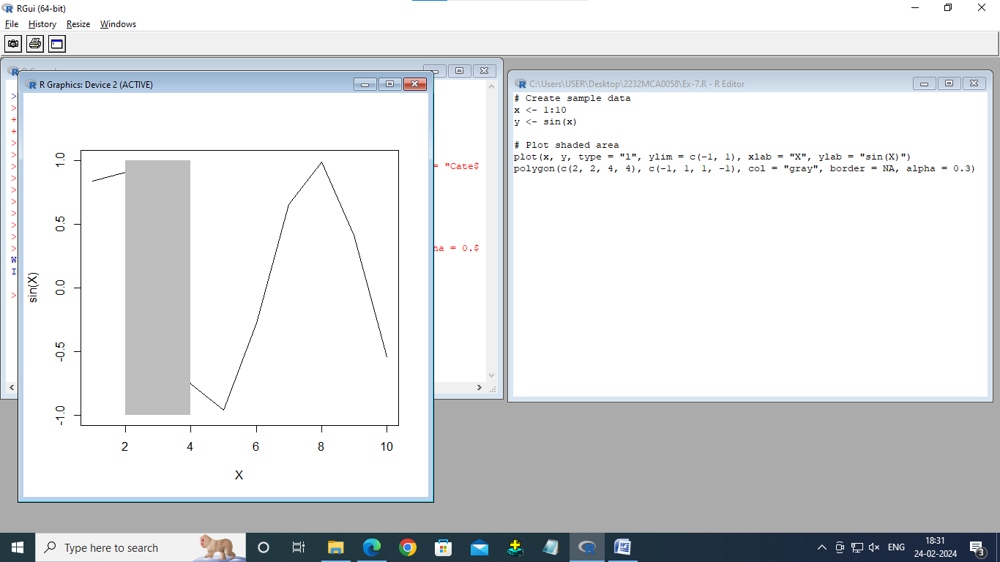 RGui (64-bit)
File History Resize Windows
R Graphics: Device 2 (ACTIVE)
1.0
0.5
0.0
-0.5
-1.0
sin(X)
2 4 6 8 10
X
>
>
+
+
>
>
> = "Cate$
>
>
>
>
>
>
> ha = 0.$
W
I
>
C:\Users\USER\Desktop\2232MCA0058\Ex-7.R - R Editor
# Create sample data
x <- 1:10
y <- sin(x)
# Plot shaded area
plot(x, y, type = "l", ylim = c(-1, 1), xlab = "X", ylab = "sin(X)")
polygon(c(2, 2, 4, 4), c(-1, 1, 1, -1), col = "gray", border = NA, alpha = 0.3)
Type here to search
ENG
18:31
24-02-2024
3